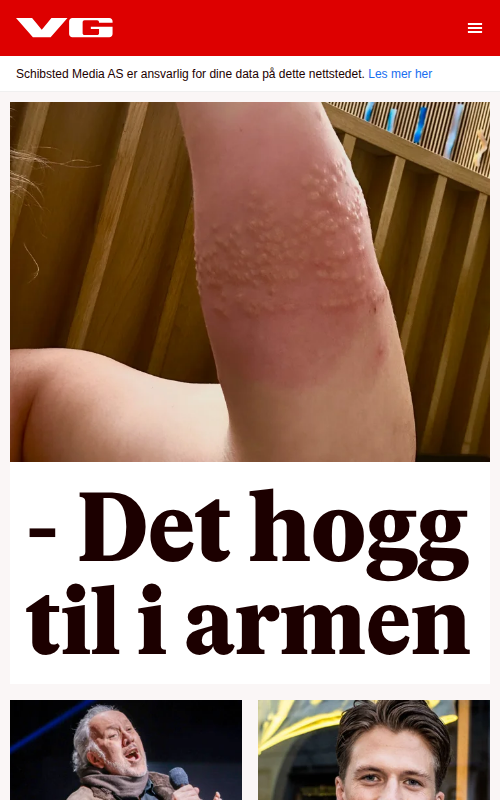 VG
Schibsted Media AS er ansvarlig for dine data på dette nettstedet. Les mer her
- Det hogg
til i armen